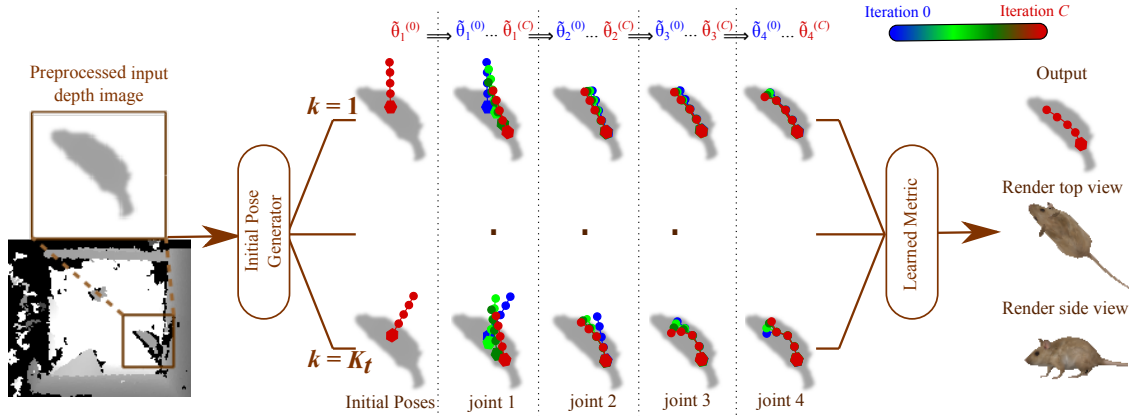 Iteration 0 Iteration C
θ̃₁⁽⁰⁾ ⟹ θ̃₁⁽⁰⁾... θ̃₁⁽ᶜ⁾ ⟹ θ̃₂⁽⁰⁾... θ̃₂⁽ᶜ⁾ ⟹ θ̃₃⁽⁰⁾... θ̃₃⁽ᶜ⁾ ⟹ θ̃₄⁽⁰⁾... θ̃₄⁽ᶜ⁾
Preprocessed input
depth image
Output
k = 1
Initial Pose
Generator
Learned Metric
Render top view
Render side view
k = Kₜ
Initial Poses joint 1 joint 2 joint 3 joint 4